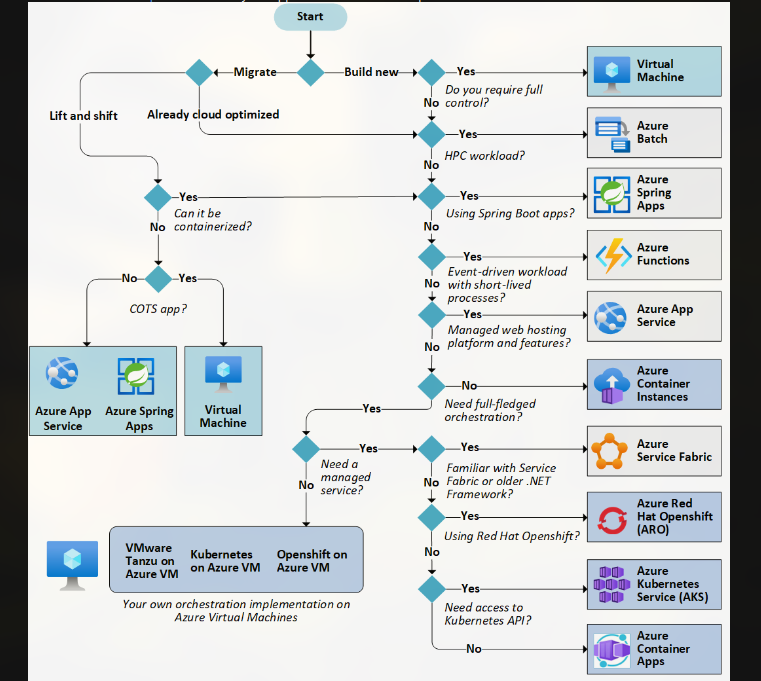 Start
Migrate
Build new
Yes
Virtual
Machine
Do you require full
control?
No
Lift and shift
Already cloud optimized
Yes
Azure
Batch
HPC workload?
No
Yes
Can it be
containerized?
No
Yes
Azure
Spring
Apps
Using Spring Boot apps?
No
Yes
Azure
Functions
Event-driven workload
with short-lived
processes?
No
No
Yes
COTS app?
Yes
Azure App
Service
Managed web hosting
platform and features?
No
Azure App
Service
Azure Spring
Apps
Virtual
Machine
No
Azure
Container
Instances
Need full-fledged
orchestration?
Yes
Yes
Need a
managed
service?
No
Yes
Azure
Service Fabric
Familiar with Service
Fabric or older .NET
Framework?
No
Yes
Azure Red
Hat Openshift
(ARO)
Using Red Hat Openshift?
No
VMware
Tanzu on
Azure VM
Kubernetes
on Azure VM
Openshift on
Azure VM
Your own orchestration implementation on
Azure Virtual Machines
Yes
Azure
Kubernetes
Service (AKS)
Need access to
Kubernetes API?
No
Azure
Container
Apps